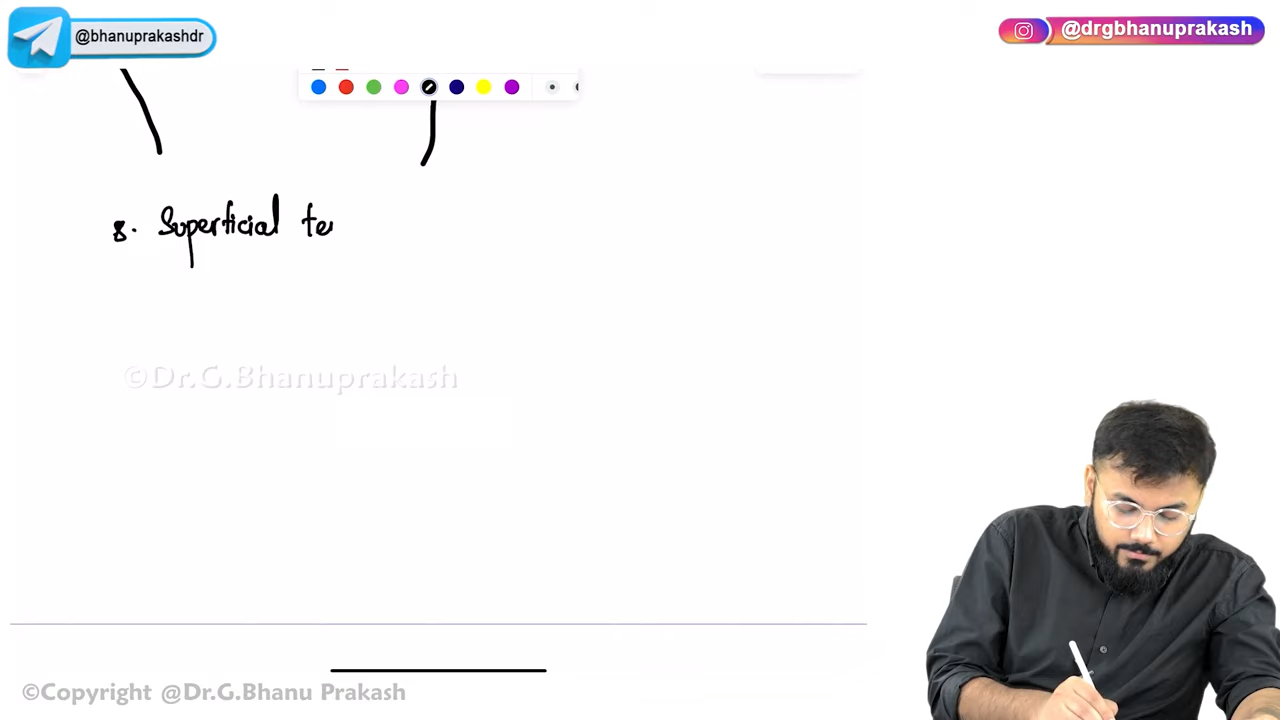 @bhanuprakashdr
@drgbhanuprakash
8. Superficial te
©Dr.G.Bhanuprakash
©Copyright @Dr.G.Bhanu Prakash